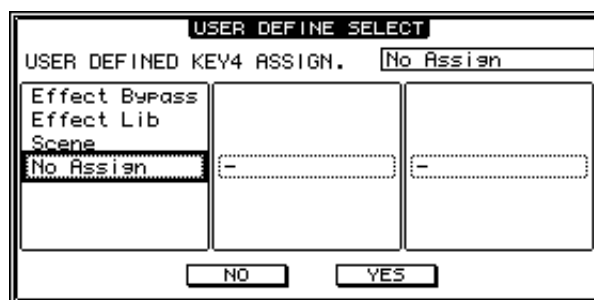 USER DEFINE SELECT
USER DEFINED KEY4 ASSIGN. No Assign
Effect Bypass
Effect Lib
Scene
No Assign - -
NO YES